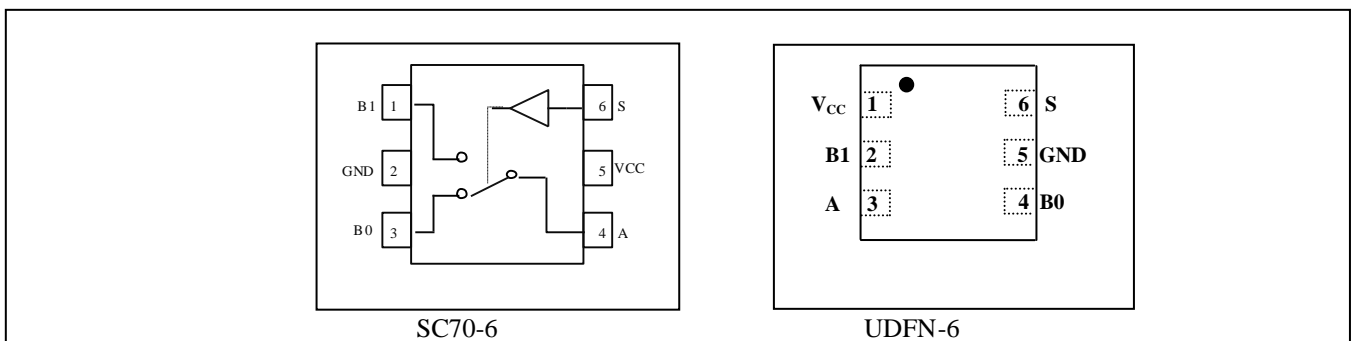 B1 1 6 S
GND 2 5 VCC
B0 3 4 A
SC70-6
VCC 1 6 S
B1 2 5 GND
A 3 4 B0
UDFN-6